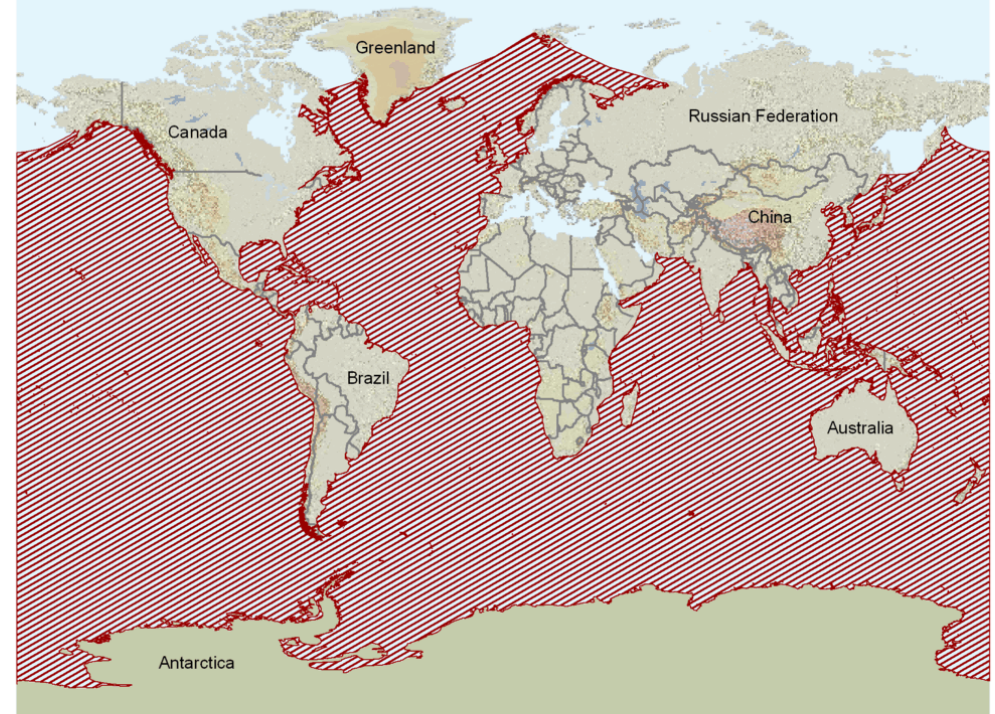 Greenland
Canada
Russian Federation
China
Brazil
Australia
Antarctica